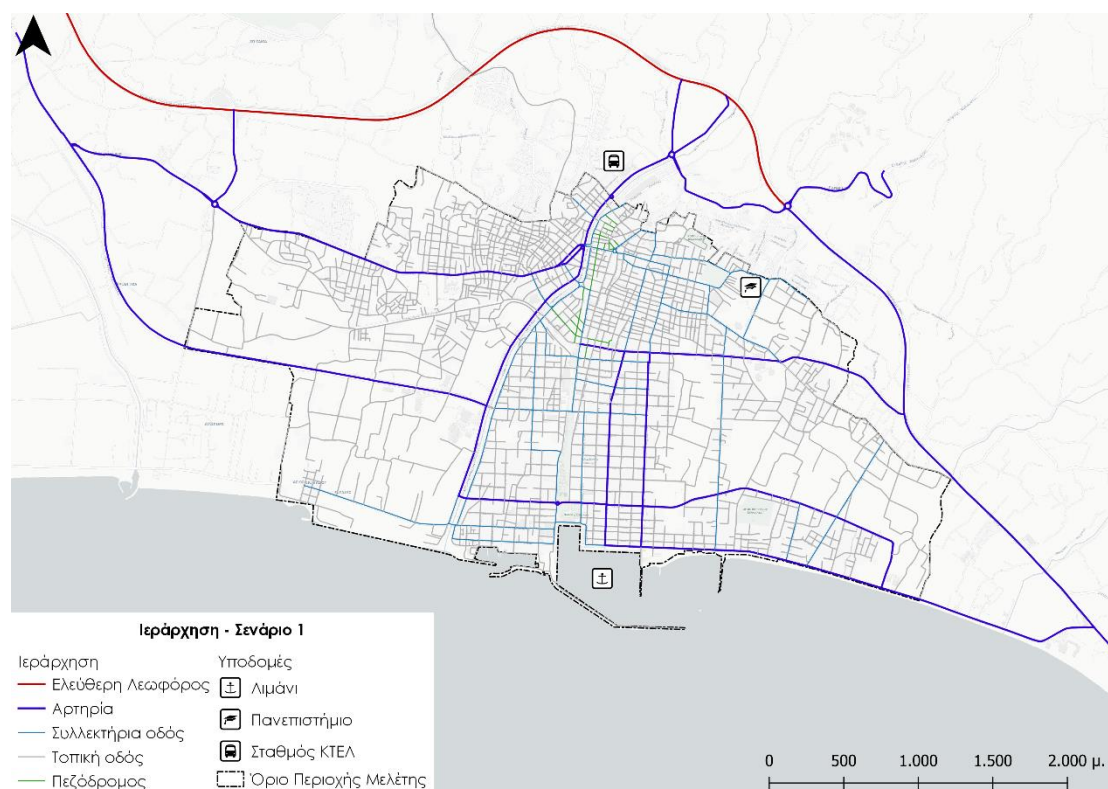 Ιεράρχηση - Σενάριο 1
Ιεράρχηση
Ελεύθερη Λεωφόρος
Αρτηρία
Συλλεκτήρια οδός
Τοπική οδός
Πεζόδρομος
Υποδομές
Λιμάνι
Πανεπιστήμιο
Σταθμός ΚΤΕΛ
Όριο Περιοχής Μελέτης
0 500 1.000 1.500 2.000 μ.